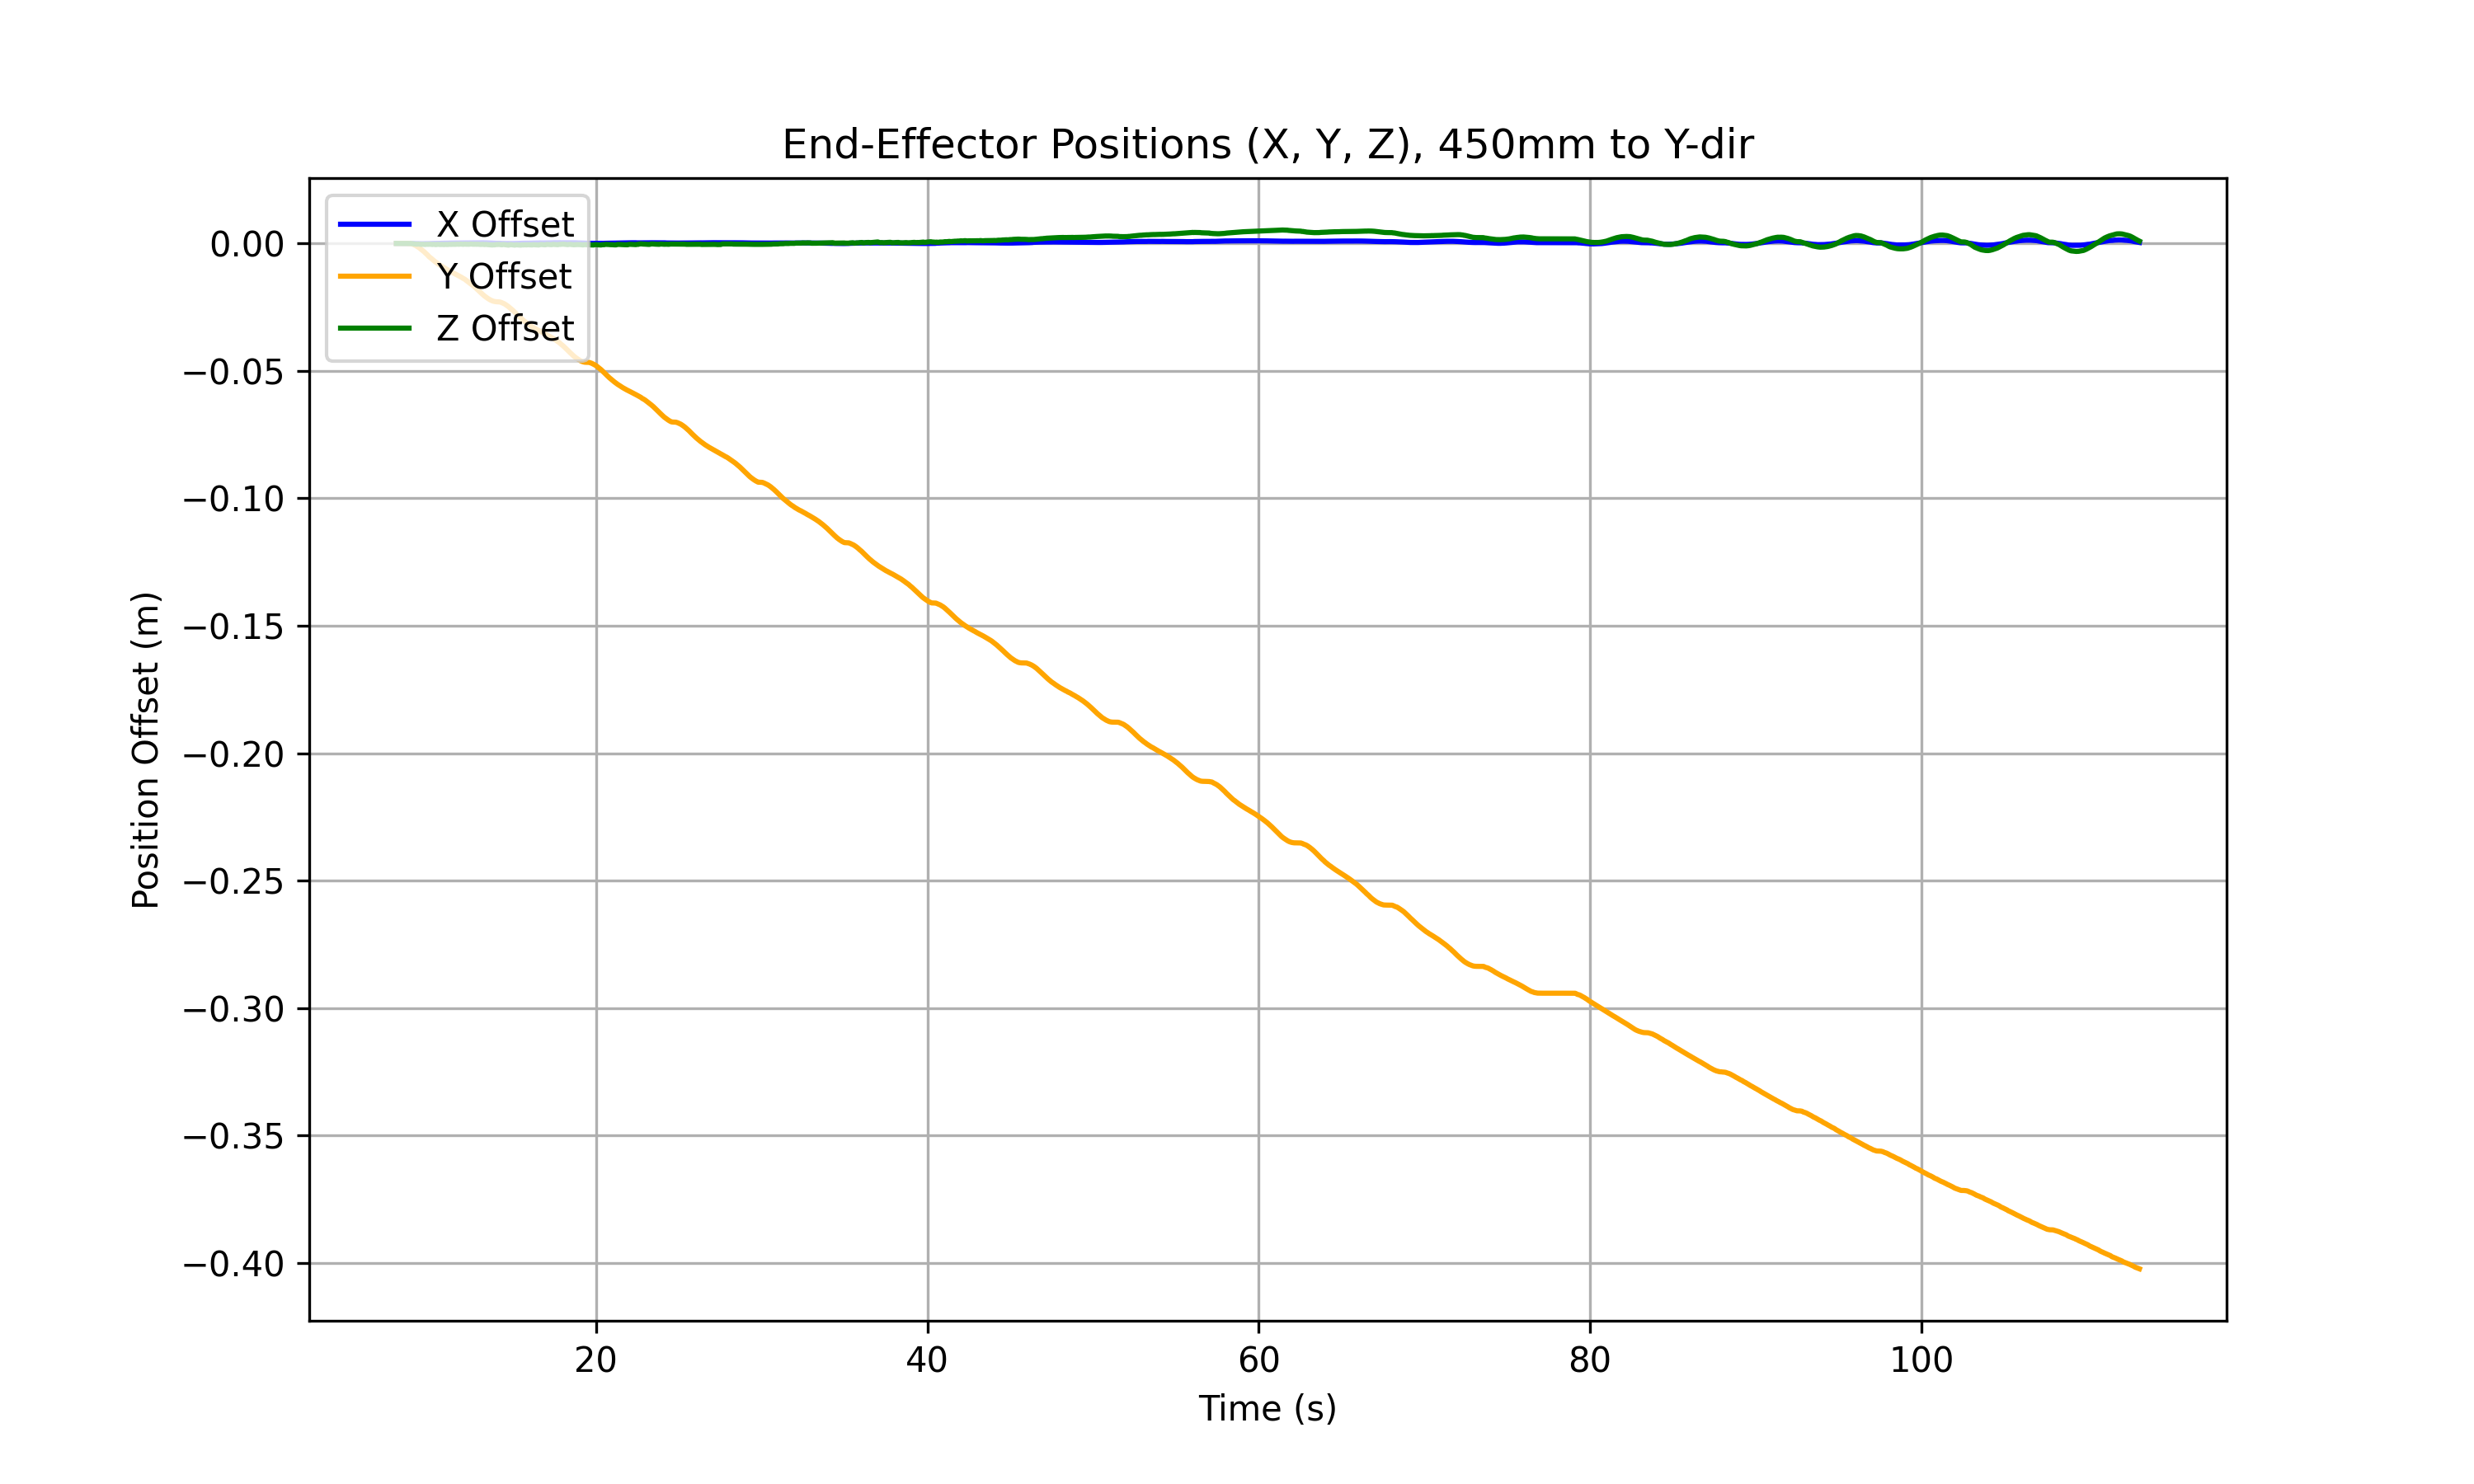 End-Effector Positions (X, Y, Z), 450mm to Y-dir
X Offset
Y Offset
Z Offset
0.00
−0.05
−0.10
−0.15
−0.20
−0.25
−0.30
−0.35
−0.40
Position Offset (m)
20 40 60 80 100
Time (s)